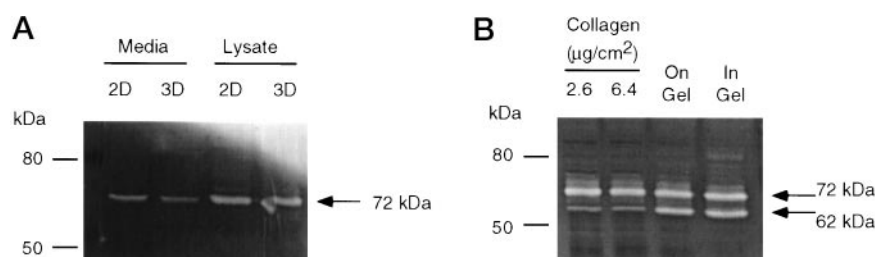 A
Media Lysate
2D 3D 2D 3D
kDa
80
72 kDa
50
B
Collagen
(µg/cm2)
2.6 6.4
On
Gel
In
Gel
kDa
80
72 kDa
62 kDa
50